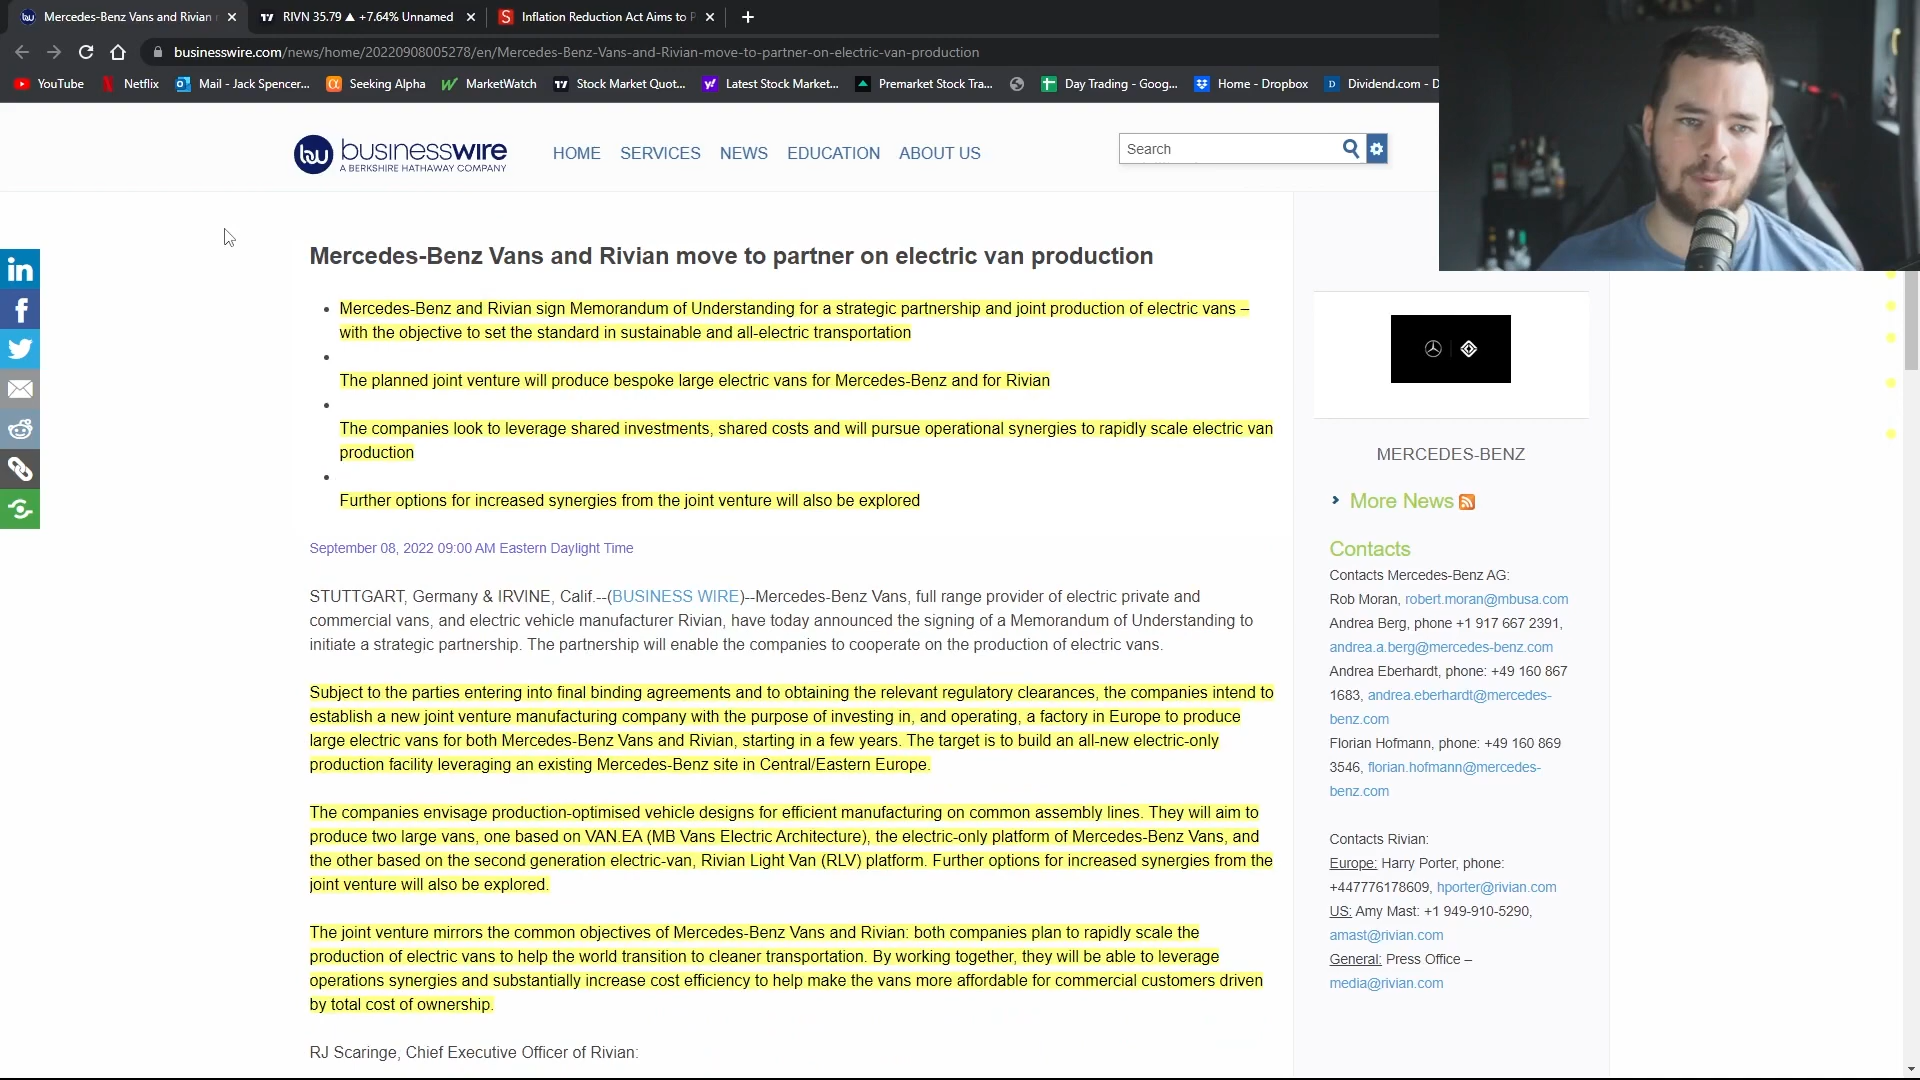 Mercedes-Benz Vans and Rivian
RIVN 35.79 ▲ +7.64% Unnamed
Inflation Reduction Act Aims to P
businesswire.com/news/home/20220908005278/en/Mercedes-Benz-Vans-and-Rivian-move-to-partner-on-electric-van-production
YouTube
Netflix
Mail - Jack Spencer...
Seeking Alpha
MarketWatch
Stock Market Quot...
Latest Stock Market...
Premarket Stock Tra...
Day Trading - Goog...
Home - Dropbox
Dividend.com - D
businesswire
A BERKSHIRE HATHAWAY COMPANY
HOME SERVICES NEWS EDUCATION ABOUT US
Search
Mercedes-Benz Vans and Rivian move to partner on electric van production
Mercedes-Benz and Rivian sign Memorandum of Understanding for a strategic partnership and joint production of electric vans –
with the objective to set the standard in sustainable and all-electric transportation
The planned joint venture will produce bespoke large electric vans for Mercedes-Benz and for Rivian
The companies look to leverage shared investments, shared costs and will pursue operational synergies to rapidly scale electric van
production
Further options for increased synergies from the joint venture will also be explored
September 08, 2022 09:00 AM Eastern Daylight Time
STUTTGART, Germany & IRVINE, Calif.--(BUSINESS WIRE)--Mercedes-Benz Vans, full range provider of electric private and
commercial vans, and electric vehicle manufacturer Rivian, have today announced the signing of a Memorandum of Understanding to
initiate a strategic partnership. The partnership will enable the companies to cooperate on the production of electric vans.
Subject to the parties entering into final binding agreements and to obtaining the relevant regulatory clearances, the companies intend to
establish a new joint venture manufacturing company with the purpose of investing in, and operating, a factory in Europe to produce
large electric vans for both Mercedes-Benz Vans and Rivian, starting in a few years. The target is to build an all-new electric-only
production facility leveraging an existing Mercedes-Benz site in Central/Eastern Europe.
The companies envisage production-optimised vehicle designs for efficient manufacturing on common assembly lines. They will aim to
produce two large vans, one based on VAN.EA (MB Vans Electric Architecture), the electric-only platform of Mercedes-Benz Vans, and
the other based on the second generation electric-van, Rivian Light Van (RLV) platform. Further options for increased synergies from the
joint venture will also be explored.
The joint venture mirrors the common objectives of Mercedes-Benz Vans and Rivian: both companies plan to rapidly scale the
production of electric vans to help the world transition to cleaner transportation. By working together, they will be able to leverage
operations synergies and substantially increase cost efficiency to help make the vans more affordable for commercial customers driven
by total cost of ownership.
RJ Scaringe, Chief Executive Officer of Rivian:
MERCEDES-BENZ
More News
Contacts
Contacts Mercedes-Benz AG:
Rob Moran, robert.moran@mbusa.com
Andrea Berg, phone +1 917 667 2391,
andrea.a.berg@mercedes-benz.com
Andrea Eberhardt, phone: +49 160 867
1683, andrea.eberhardt@mercedes-
benz.com
Florian Hofmann, phone: +49 160 869
3546, florian.hofmann@mercedes-
benz.com
Contacts Rivian:
Europe: Harry Porter, phone:
+447776178609, hporter@rivian.com
US: Amy Mast: +1 949-910-5290,
amast@rivian.com
General: Press Office –
media@rivian.com